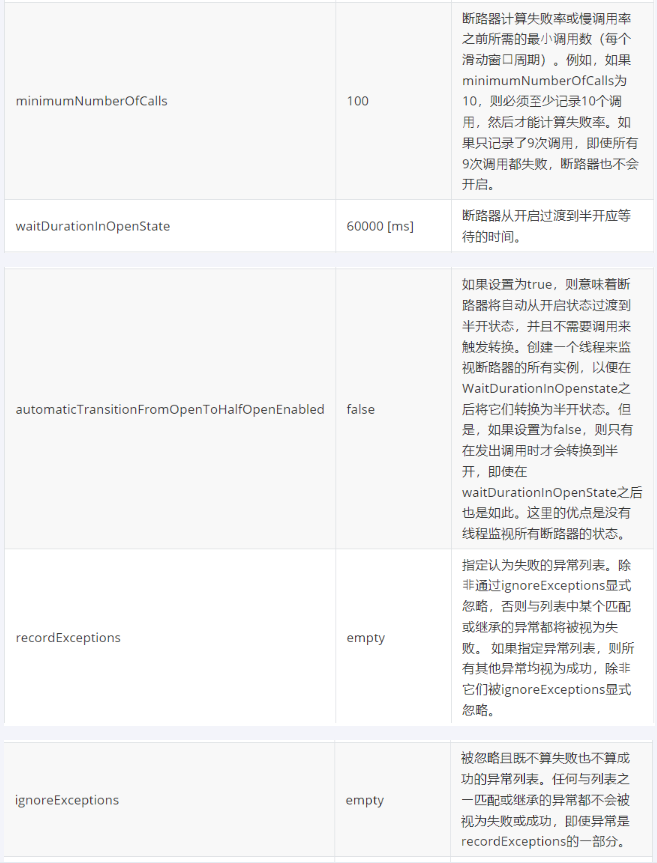 断路器计算失败率或慢调用率
之前所需的最小调用数（每个
滑动窗口周期）。例如，如果
minimumNumberOfCalls为
minimumNumberOfCalls
100
10，则必须至少记录10个调
用，然后才能计算失败率。如
果只记录了9次调用，即使所有
9次调用都失败，断路器也不会
开启。
waitDurationInOpenState
60000 [ms]
断路器从开启过渡到半开应等
待的时间。
如果设置为true，则意味着断
路器将自动从开启状态过渡到
半开状态，并且不需要调用来
触发转换。创建一个线程来监
视断路器的所有实例，以便在
WaitDurationInOpenstate之
automaticTransitionFromOpenToHalfOpenEnabled
false
后将它们转换为半开状态。但
是，如果设置为false，则只有
在发出调用时才会转换到半
开，即使在
waitDurationInOpenState之后
也是如此。这里的优点是没有
线程监视所有断路器的状态。
指定认为失败的异常列表。除
非通过ignoreExceptions显式
忽略，否则与列表中某个匹配
或继承的异常都将被视为失
recordExceptions
empty
败。 如果指定异常列表，则所
有其他异常均视为成功，除非
它们被ignoreExceptions显式
忽略。
被忽略且既不算失败也不算成
功的异常列表。任何与列表之
ignoreExceptions
empty
一匹配或继承的异常都不会被
视为失败或成功，即使异常是
recordExceptions的一部分。